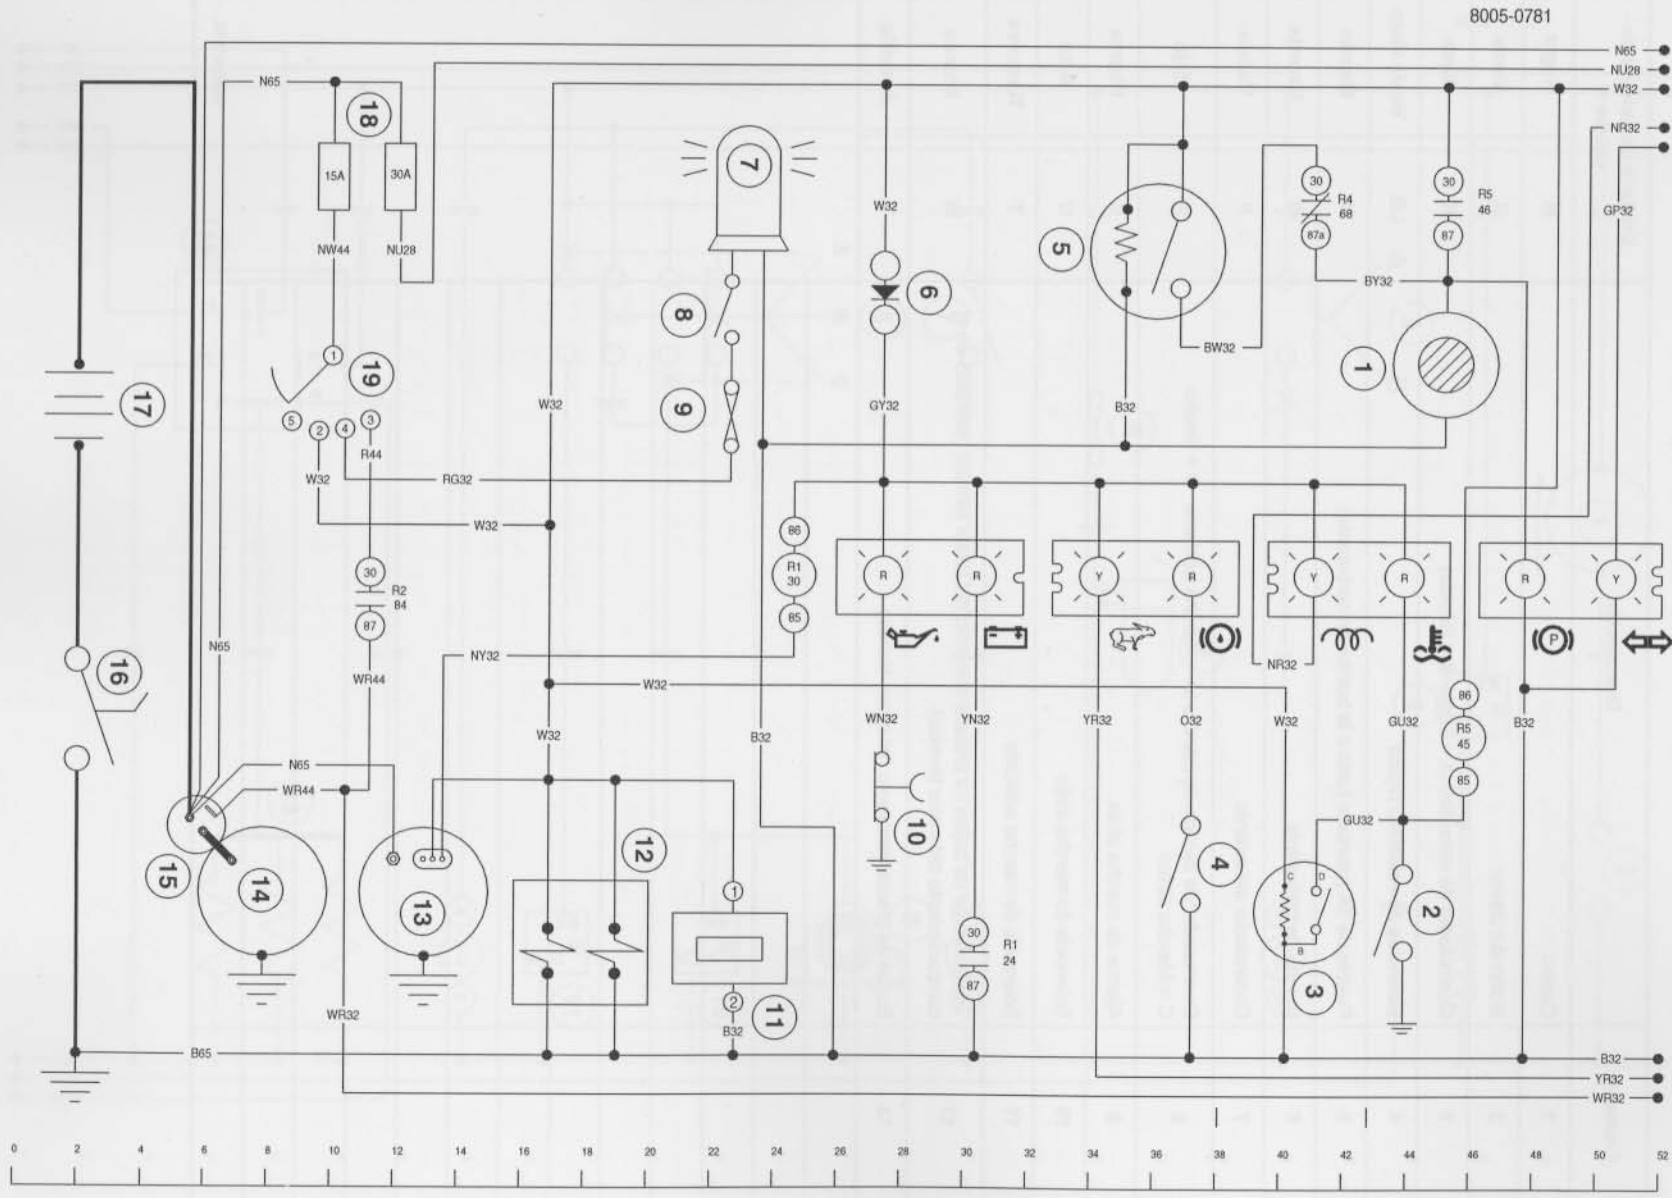 8005-0781
N65
NU28
W32
NR32
GP32
N65
18
15A
30A
NW44
NU28
7
W32
5
30
R4
68
87a
30
R5
46
87
BY32
6
8
BW32
1
1
19
17
W32
9
GY32
B32
5
2
4
3
R44
W32
RG32
W32
86
R1
30
85
R
R
Y
R
Y
R
R
Y
P
30
R2
84
87
N65
NY32
NR32
16
WR44
W32
86
R5
45
85
W32
B32
WN32
YN32
YR32
O32
W32
GU32
B32
N65
WR44
10
GU32
12
4
15
14
13
1
C
D
B
2
30
R1
24
87
3
WR32
2
11
B32
B65
B32
YR32
WR32
0 2 4 6 8 10 12 14 16 18 20 22 24 26 28 30 32 34 36 38 40 42 44 46 48 50 52